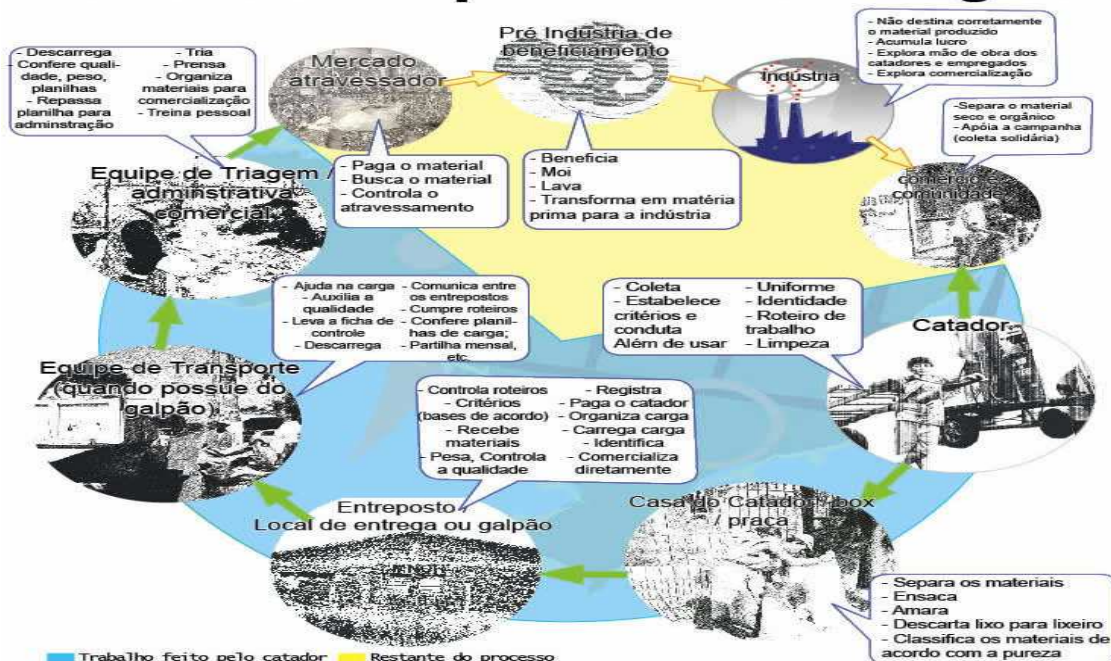 - Descarrega
- Confere quali-
dade, peso,
planilhas
- Repassa
planilha para
adminstração
- Tria
- Prensa
- Organiza
materiais para
comercialização
- Treina pessoal
Mercado
atravessador
Pré Indústria de
beneficiamento
Indústria
- Não destina corretamente
o material produzido
- Acumula lucro
- Explora mão de obra dos
catadores e empregados
- Explora comercialização
-Separa o material
seco e orgânico
- Apóia a campanha
(coleta solidária)
- Paga o material
- Busca o material
- Controla o
atravessamento
- Beneficia
- Moi
- Lava
- Transforma em matéria
prima para a indústria
comércio e
comunidade
Equipe de Triagem /
adminstrativa
comercial
- Ajuda na carga
- Auxilia a
qualidade
- Leva a ficha de
controle
- Descarrega
- Comunica entre
os entrepostos
- Cumpre roteiros
- Confere planil-
has de carga;
- Partilha mensal,
etc.
- Coleta
- Estabelece
critérios e
conduta
Além de usar
- Uniforme
- Identidade
- Roteiro de
trabalho
- Limpeza
Catador
Equipe de Transporte
(quando possue do
galpão)
- Controla roteiros
- Critérios
(bases de acordo)
- Recebe
materiais
- Pesa, Controla
a qualidade
- Registra
- Paga o catador
- Organiza carga
- Carrega carga
- Identifica
- Comercializa
diretamente
Entreposto
Local de entrega ou galpão
Casa do Catador box
/ praça
- Separa os materiais
- Ensaca
- Amara
- Descarta lixo para lixeiro
- Classifica os materiais de
acordo com a pureza
Trabalho feito pelo catador
Restante do processo